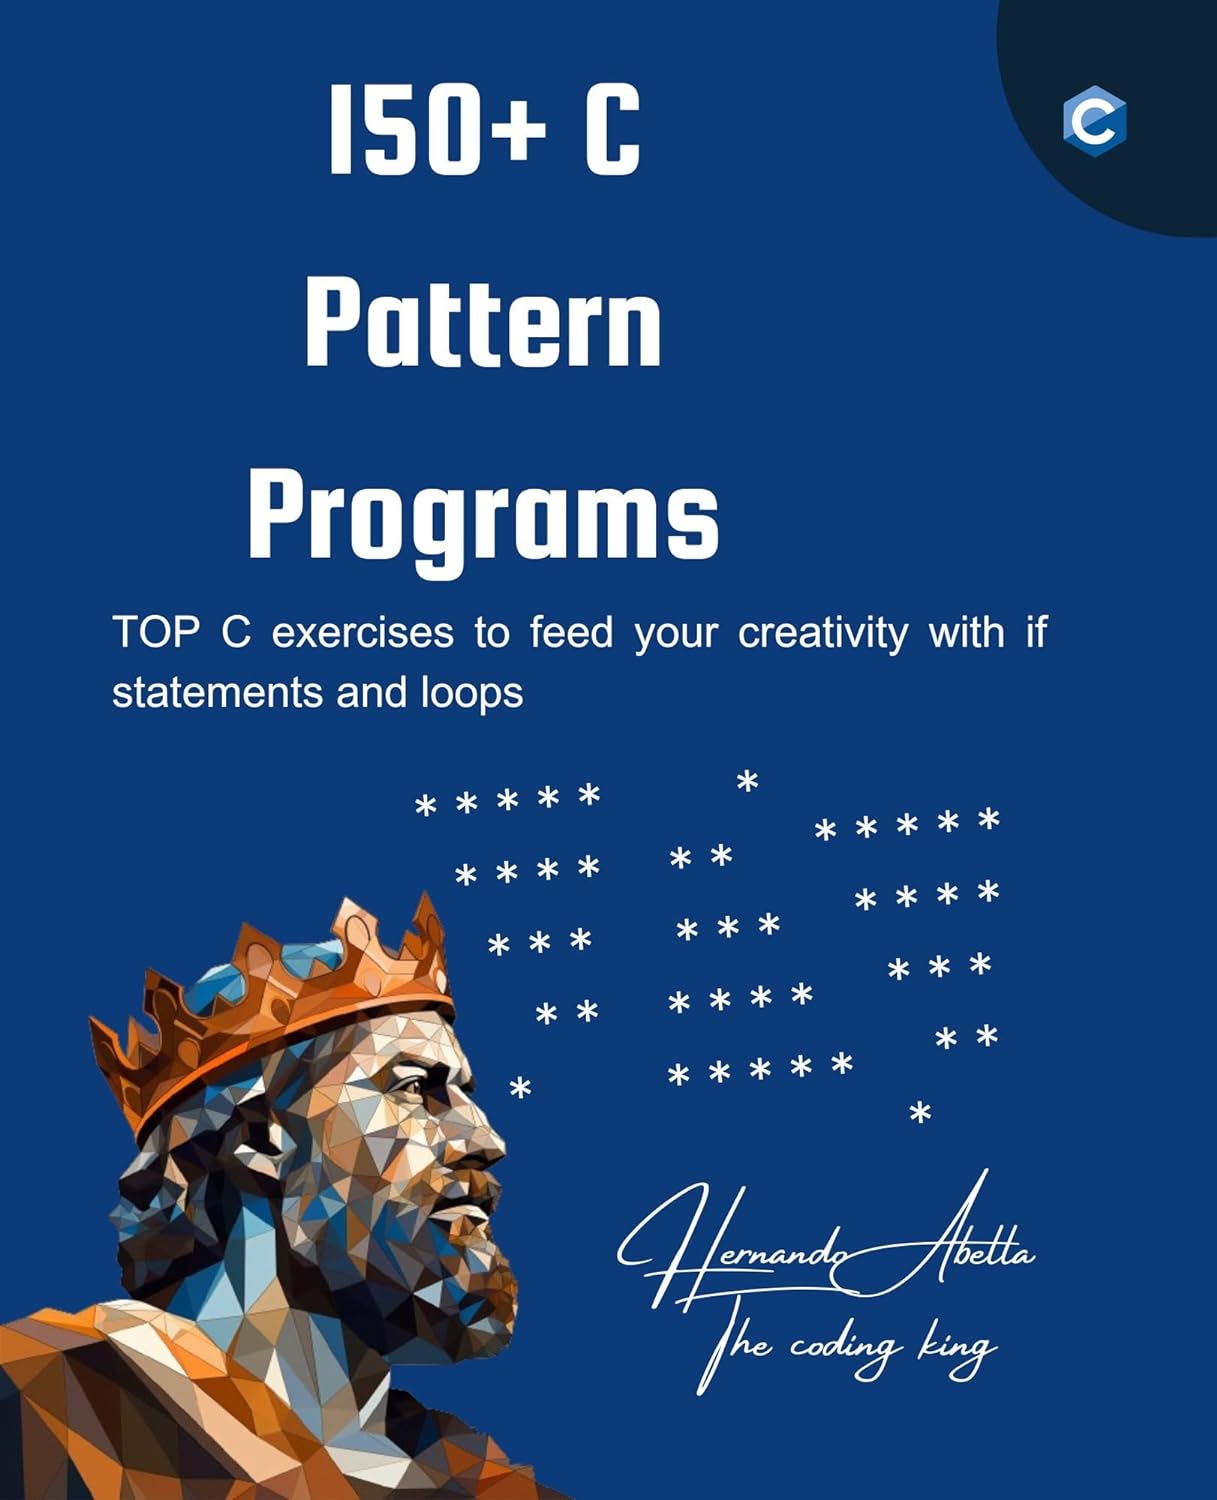 150+ C
C
Pattern
Programs
TOP C exercises to feed your creativity with if
statements and loops
* * * * *
* * * *
* * *
* *
*
*
* *
* * *
* * * *
* * * * *
* * * * *
* * * *
* * *
* *
*
Hernando Abella
The coding king